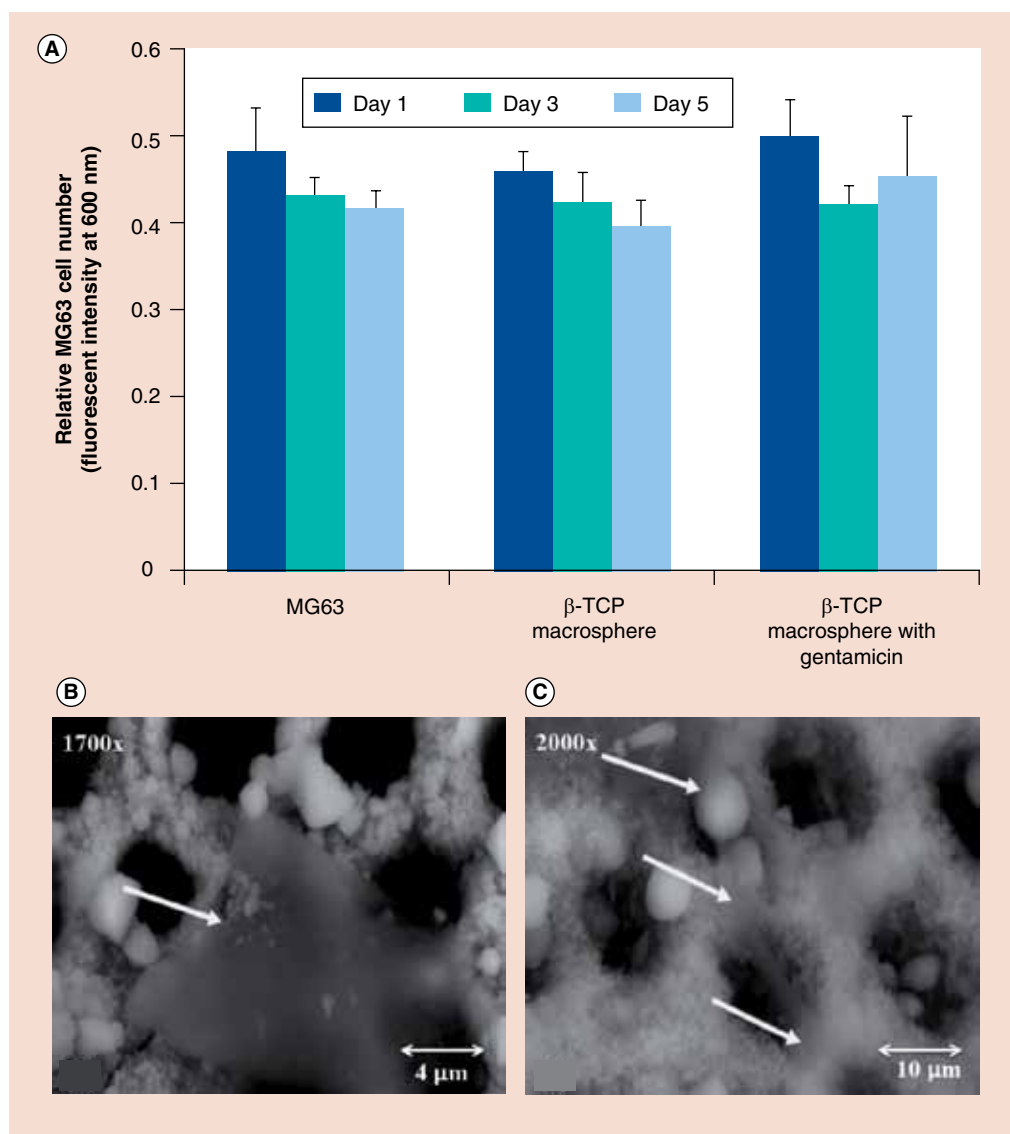 A
Relative MG63 cell number
(fluorescent intensity at 600 nm)
0.6
0.5
0.4
0.3
0.2
0.1
0
Day 1
Day 3
Day 5
MG63
β-TCP
macrosphere
β-TCP
macrosphere with
gentamicin
B
1700x
4 μm
C
2000x
10 μm